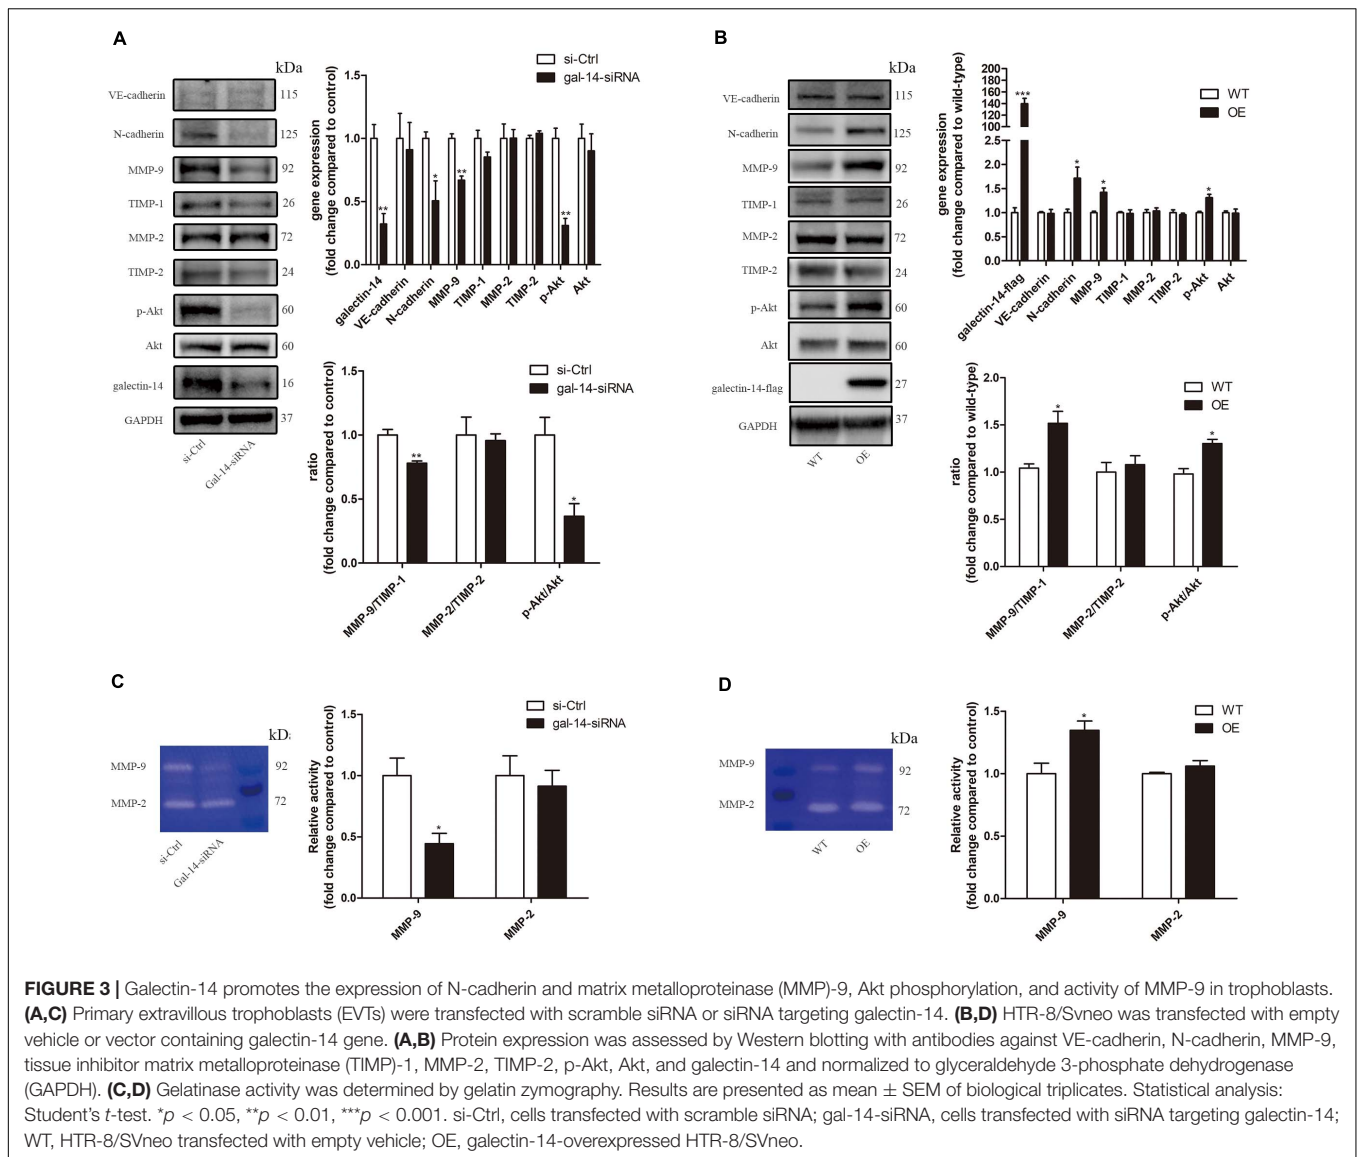 A
kDa
VE-cadherin 115
N-cadherin 125
MMP-9 92
TIMP-1 26
MMP-2 72
TIMP-2 24
p-Akt 60
Akt 60
galectin-14 16
GAPDH 37
si-Ctrl Gal-14-siRNA
si-Ctrl
gal-14-siRNA
gene expression
(fold change compared to control)
1.5
1.0
0.5
0.0
** * ** **
galectin-14 VE-cadherin N-cadherin MMP-9 TIMP-1 MMP-2 TIMP-2 p-Akt Akt
si-Ctrl
gal-14-siRNA
ratio
(fold change compared to control)
1.5
1.0
0.5
0.0
** *
MMP-9/TIMP-1 MMP-2/TIMP-2 p-Akt/Akt
B
kDa
VE-cadherin 115
N-cadherin 125
MMP-9 92
TIMP-1 26
MMP-2 72
TIMP-2 24
p-Akt 60
Akt 60
galectin-14-flag 27
GAPDH 37
WT OE
WT
OE
gene expression
(fold change compared to wild-type)
200
180
160
140
120
100
2.5
2.0
1.5
1.0
0.5
0.0
*** * * *
galectin-14-flag VE-cadherin N-cadherin MMP-9 TIMP-1 MMP-2 TIMP-2 p-Akt Akt
WT
OE
ratio
(fold change compared to wild-type)
2.0
1.5
1.0
0.5
0.0
* *
MMP-9/TIMP-1 MMP-2/TIMP-2 p-Akt/Akt
C
kD
MMP-9 92
MMP-2 72
si-Ctrl Gal-14-siRNA
si-Ctrl
gal-14-siRNA
Relative activity
(fold change compared to control)
1.5
1.0
0.5
0.0
*
MMP-9 MMP-2
D
kDa
MMP-9 92
MMP-2 72
WT OE
WT
OE
Relative activity
(fold change compared to control)
1.5
1.0
0.5
0.0
*
MMP-9 MMP-2
FIGURE 3 | Galectin-14 promotes the expression of N-cadherin and matrix metalloproteinase (MMP)-9, Akt phosphorylation, and activity of MMP-9 in trophoblasts.
(A,C) Primary extravillous trophoblasts (EVTs) were transfected with scramble siRNA or siRNA targeting galectin-14. (B,D) HTR-8/Svneo was transfected with empty
vehicle or vector containing galectin-14 gene. (A,B) Protein expression was assessed by Western blotting with antibodies against VE-cadherin, N-cadherin, MMP-9,
tissue inhibitor matrix metalloproteinase (TIMP)-1, MMP-2, TIMP-2, p-Akt, Akt, and galectin-14 and normalized to glyceraldehyde 3-phosphate dehydrogenase
(GAPDH). (C,D) Gelatinase activity was determined by gelatin zymography. Results are presented as mean ± SEM of biological triplicates. Statistical analysis:
Student's t-test. *p < 0.05, **p < 0.01, ***p < 0.001. si-Ctrl, cells transfected with scramble siRNA; gal-14-siRNA, cells transfected with siRNA targeting galectin-14;
WT, HTR-8/SVneo transfected with empty vehicle; OE, galectin-14-overexpressed HTR-8/SVneo.